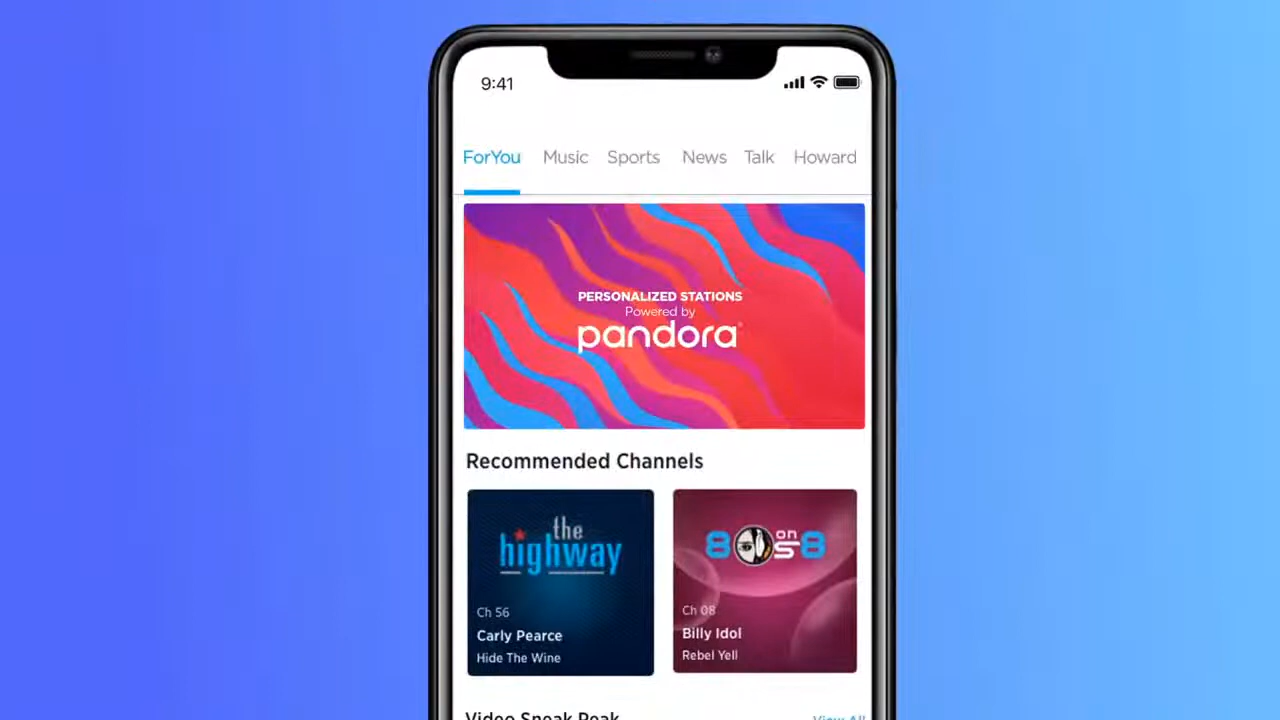 9:41
ForYou Music Sports News Talk Howard
PERSONALIZED STATIONS
Powered by
pandora
Recommended Channels
the
highway
Ch 56
Carly Pearce
Hide The Wine
80s on 8
Ch 08
Billy Idol
Rebel Yell
Video Sneak Peak
View All